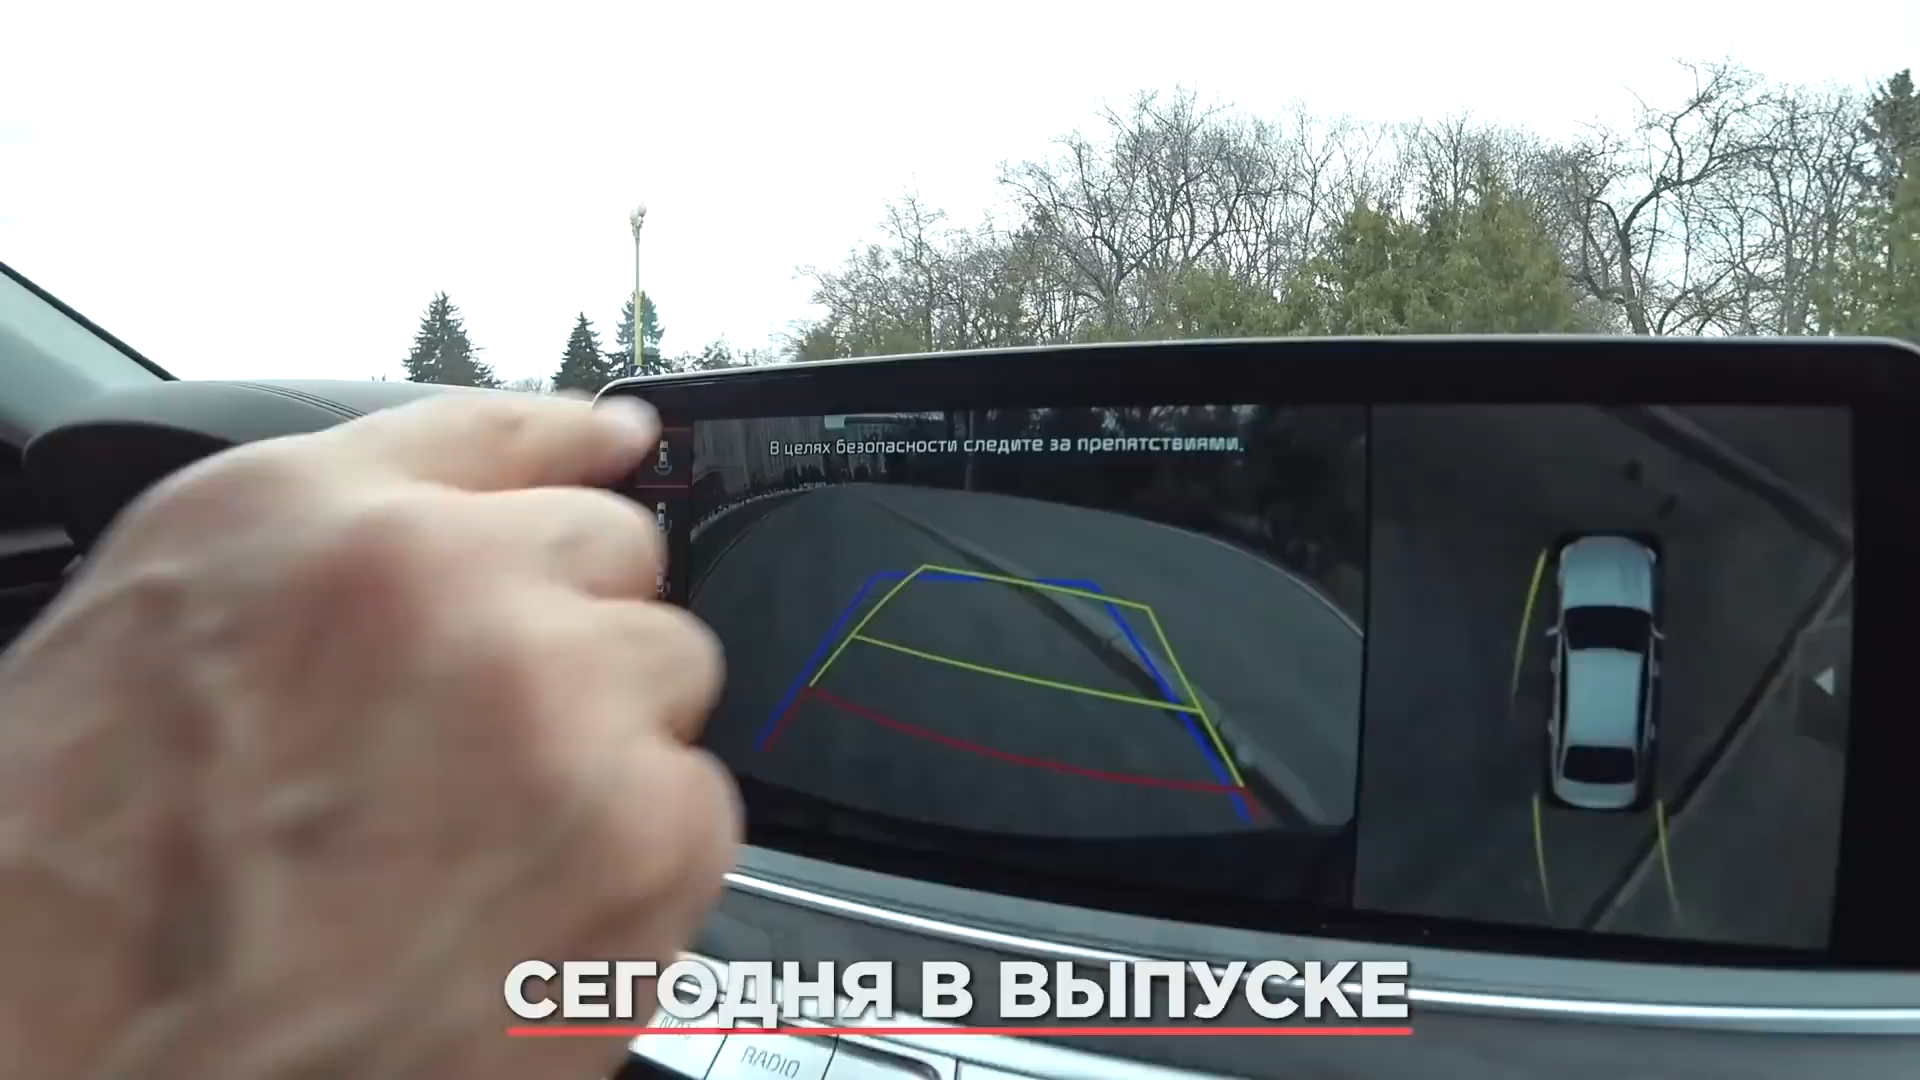 В целях безопасности следите за препятствиями.
СЕГОДНЯ В ВЫПУСКЕ
RADIO